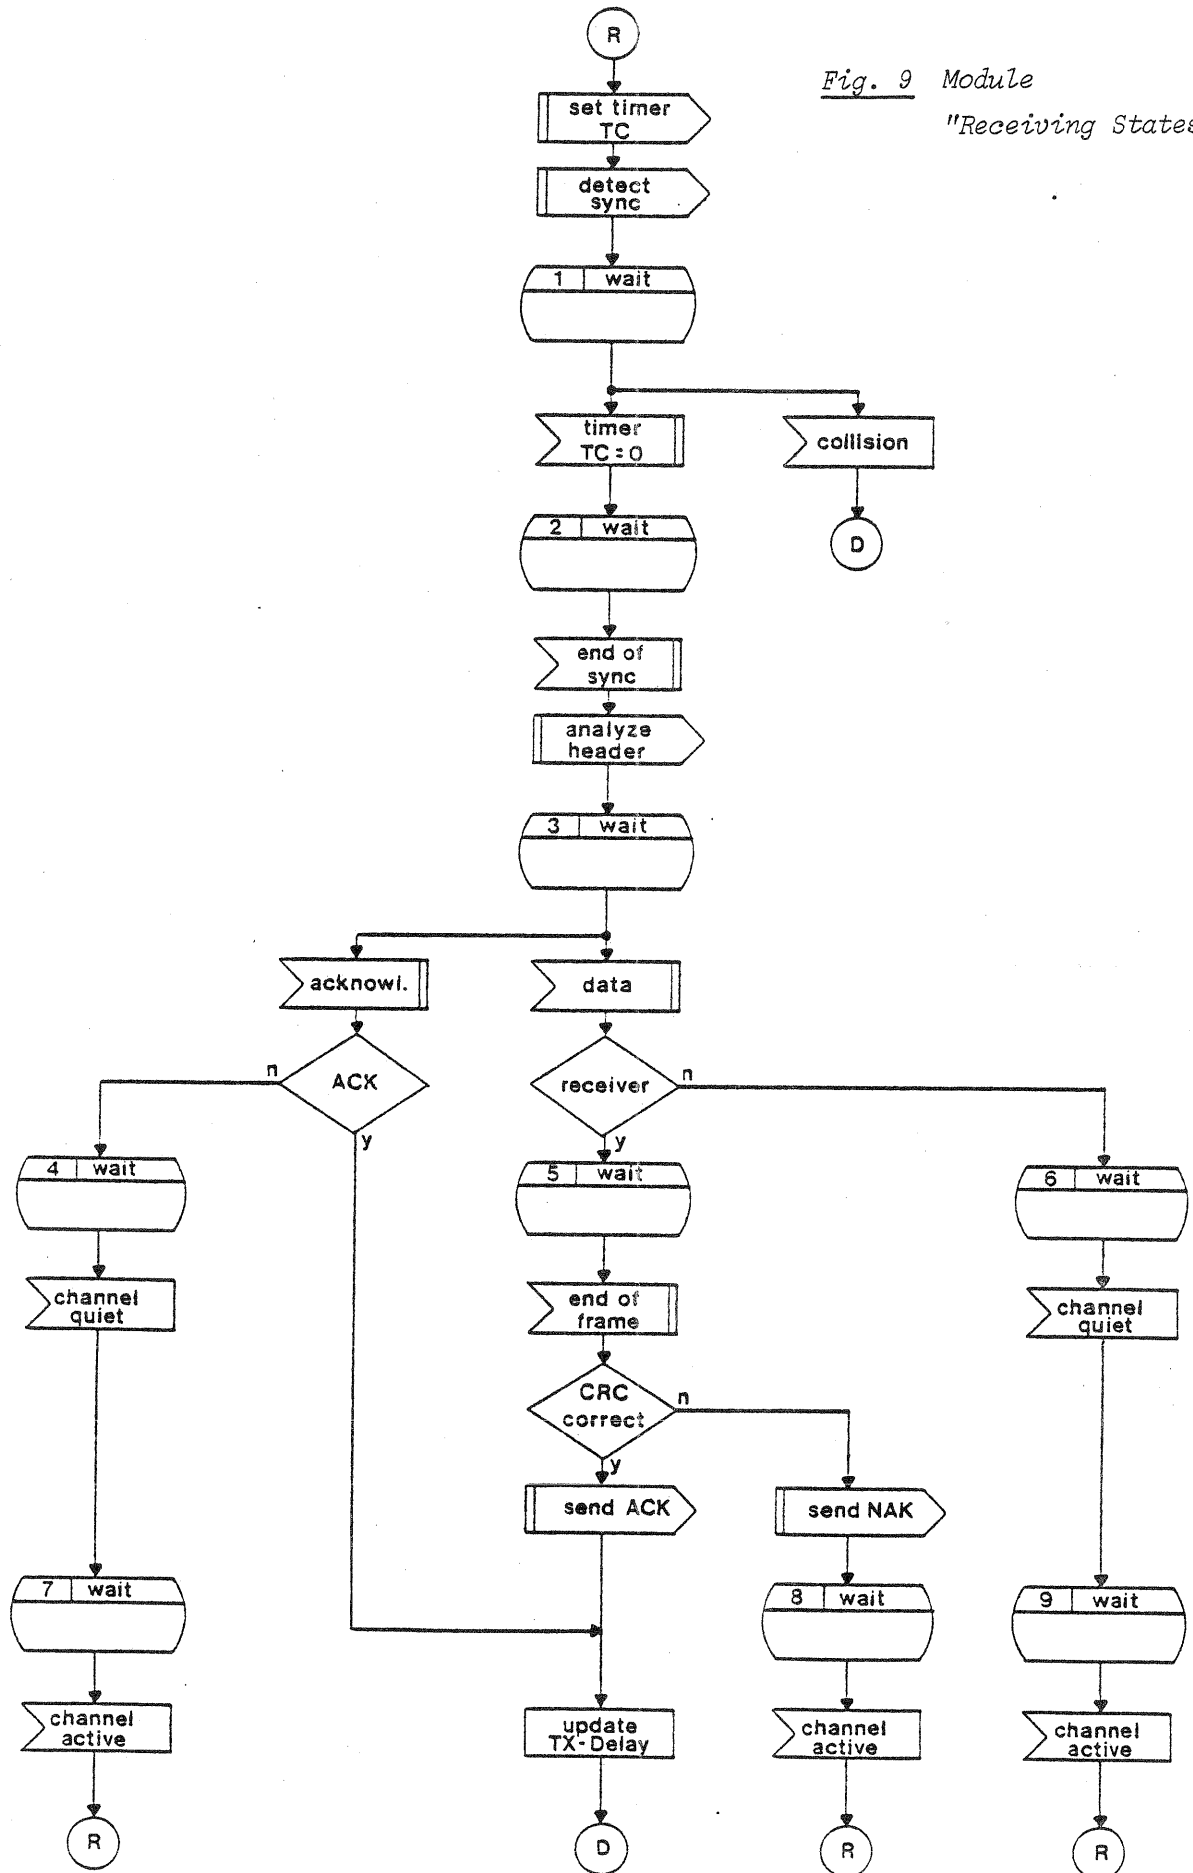 R
Fig. 9 Module
"Receiving States
set timer
TC
detect
sync
1 wait
timer
TC=0
collision
2 wait
D
end of
sync
analyze
header
3 wait
acknowl.
data
ACK
n
y
receiver
n
y
4 wait
5 wait
6 wait
channel
quiet
end of
frame
channel
quiet
CRC
correct
n
y
send ACK
send NAK
7 wait
8 wait
9 wait
channel
active
update
TX-Delay
channel
active
channel
active
R
D
R
R